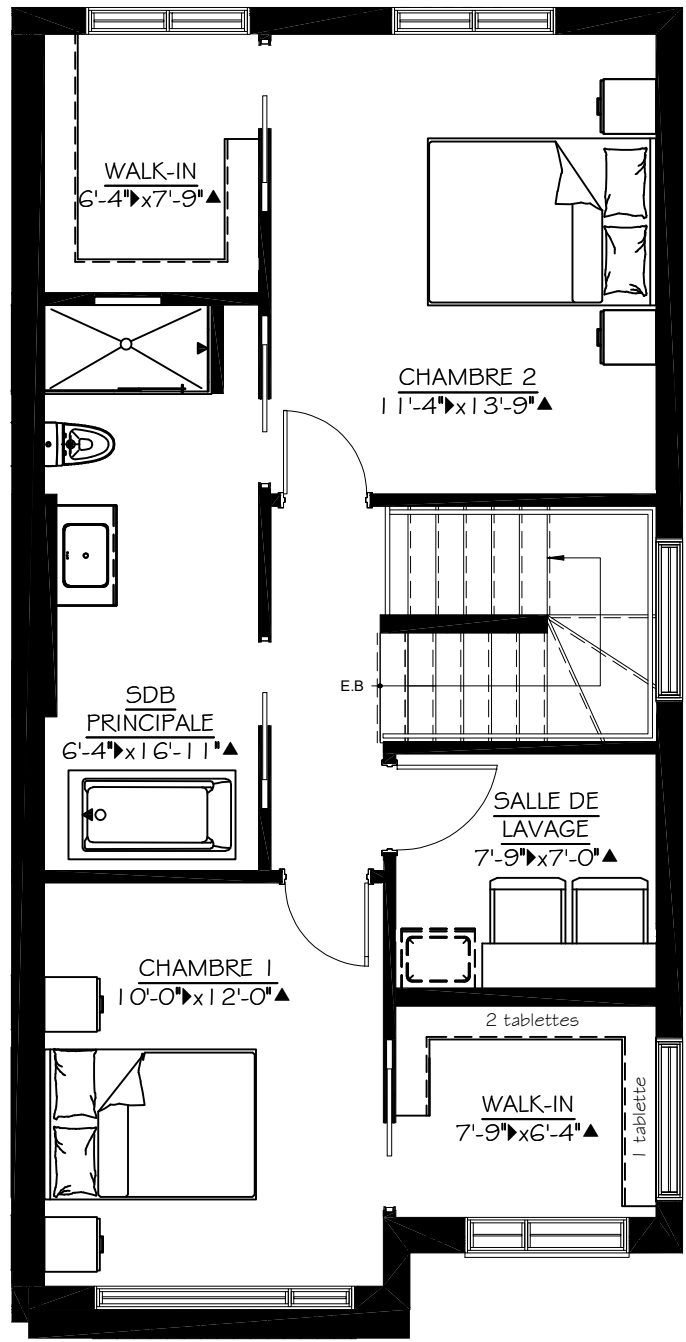 WALK-IN
6'-4"▶x7'-9"▲
CHAMBRE 2
11'-4"▶x13'-9"▲
E.B
SDB
PRINCIPALE
6'-4"▶x16'-11"▲
SALLE DE
LAVAGE
7'-9"▶x7'-0"▲
CHAMBRE 1
10'-0"▶x12'-0"▲
2 tablettes
WALK-IN
7'-9"▶x6'-4"▲
1 tablette